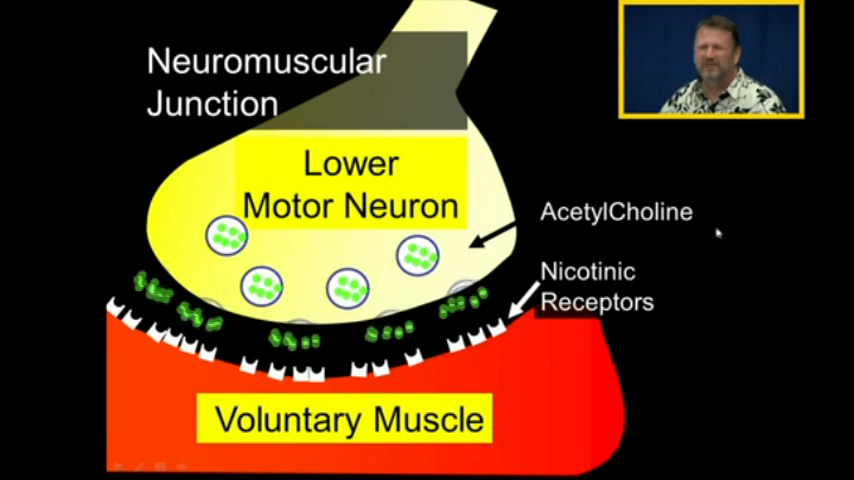 Neuromuscular
Junction
Lower
Motor Neuron
AcetylCholine
Nicotinic
Receptors
Voluntary Muscle